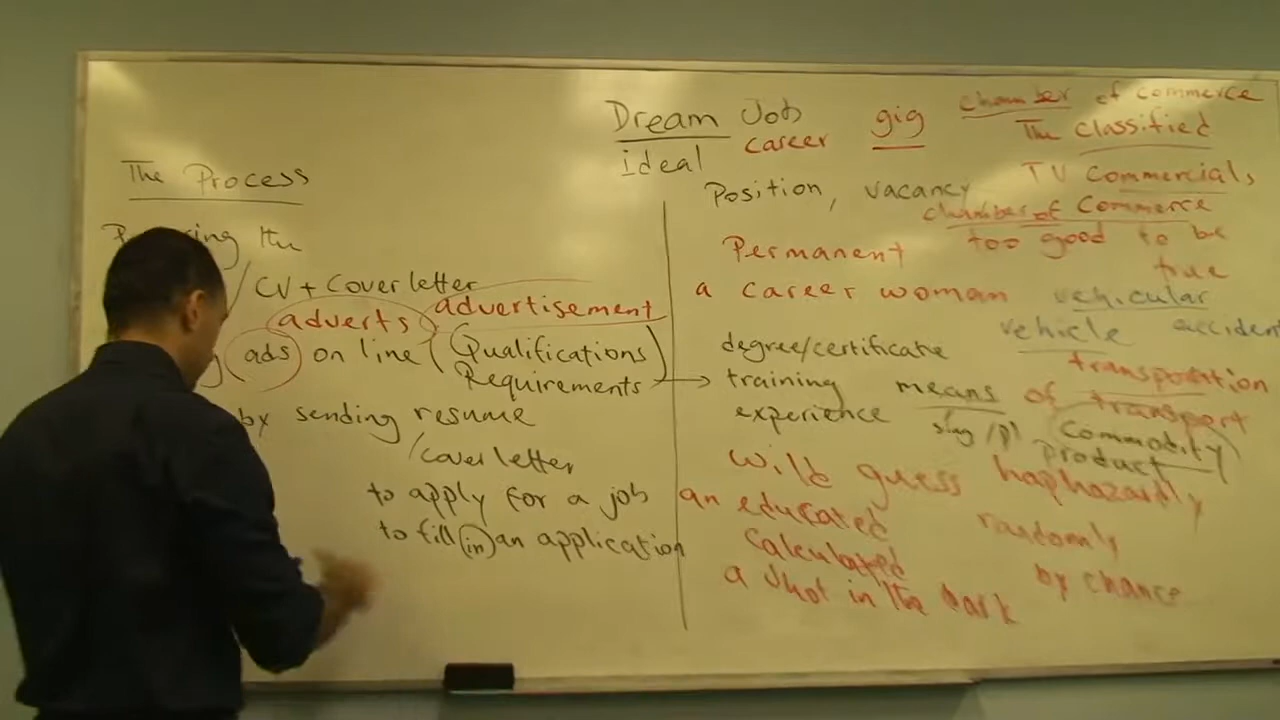 Dream Job
ideal
career
gig
chamber of commerce
The classified
TV commercials
Position, vacancy
chamber of Commerce
Permanent
too good to be
true
a career woman
vehicular
vehicle accident
degree/certificate
transportation
training
means of transport
experience
sing/pl
Commodity
product
wild guess
haphazardly
an educated
randomly
calculated
by chance
a shot in the dark
The Process
the
/CV + Cover letter
adverts
advertisement
ads on line (Qualifications
Requirements)
by sending resume
/cover letter
to apply for a job
to fill (in) an application